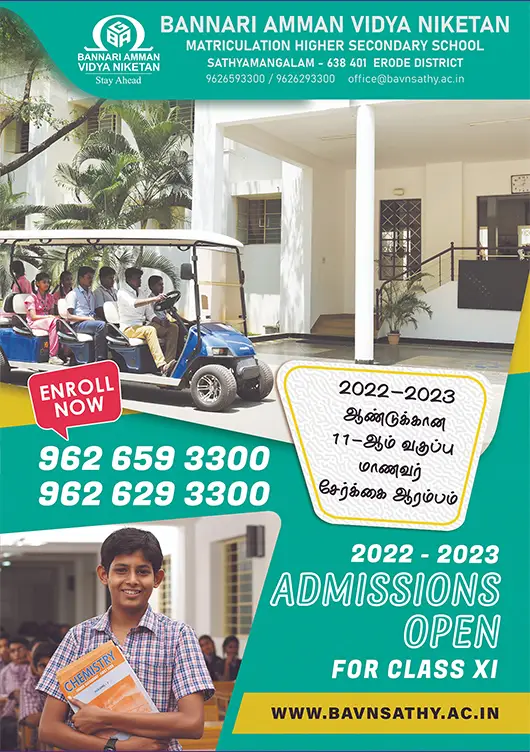 BANNARI AMMAN VIDYA NIKETAN
MATRICULATION HIGHER SECONDARY SCHOOL
SATHYAMANGALAM - 638 401 ERODE DISTRICT
9626593300 / 9626293300 office@bavnsathy.ac.in
BANNARI AMMAN
VIDYA NIKETAN
Stay Ahead
ENROLL
NOW
962 659 3300
962 629 3300
2022-2023
ஆண்டுக்கான
11-ஆம் வகுப்பு
மாணவர்
சேர்க்கை ஆரம்பம்
2022 - 2023
ADMISSIONS
OPEN
FOR CLASS XI
CHEMISTRY
WWW.BAVNSATHY.AC.IN